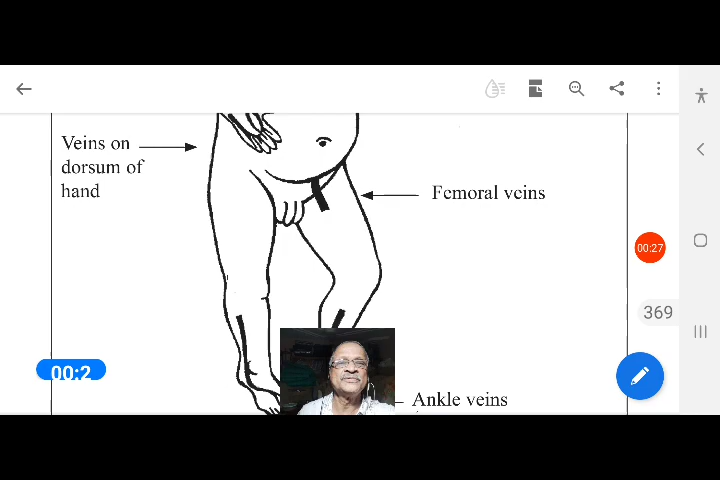 Veins on
dorsum of
hand
Femoral veins
00:27
369
00:2
Ankle veins